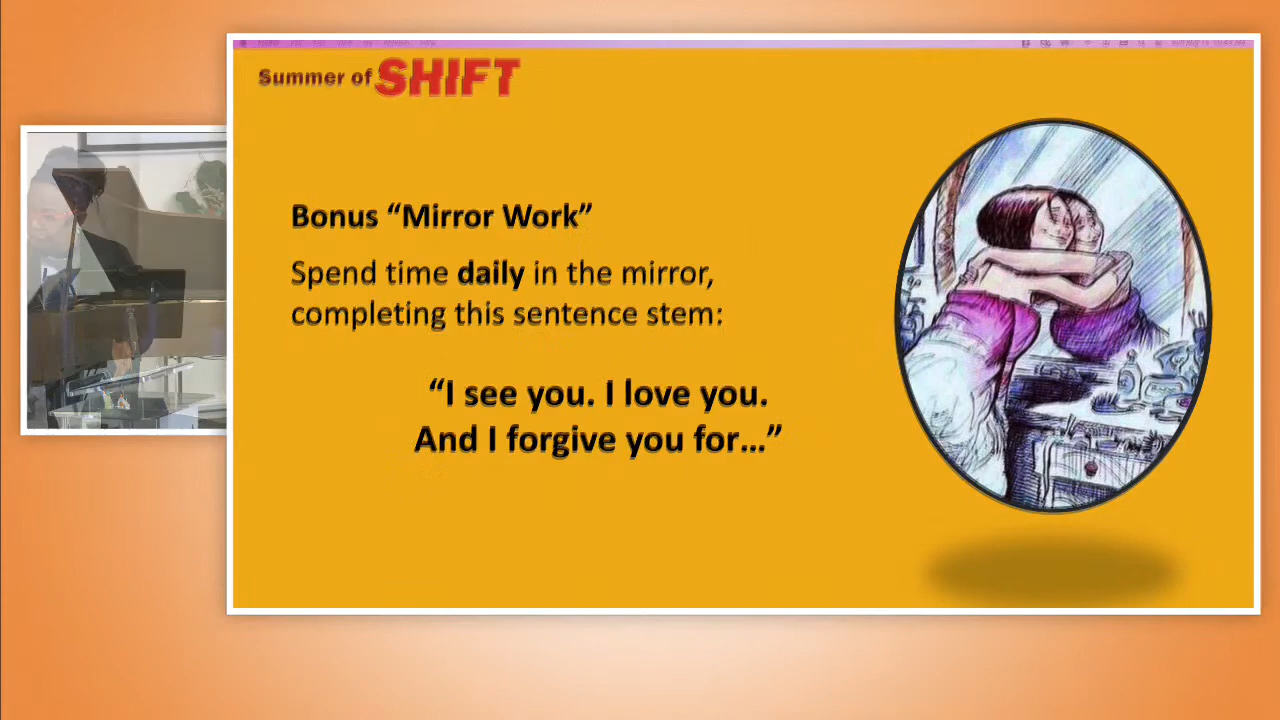 Summer of SHIFT
Bonus “Mirror Work”
Spend time daily in the mirror,
completing this sentence stem:
“I see you. I love you.
And I forgive you for…”